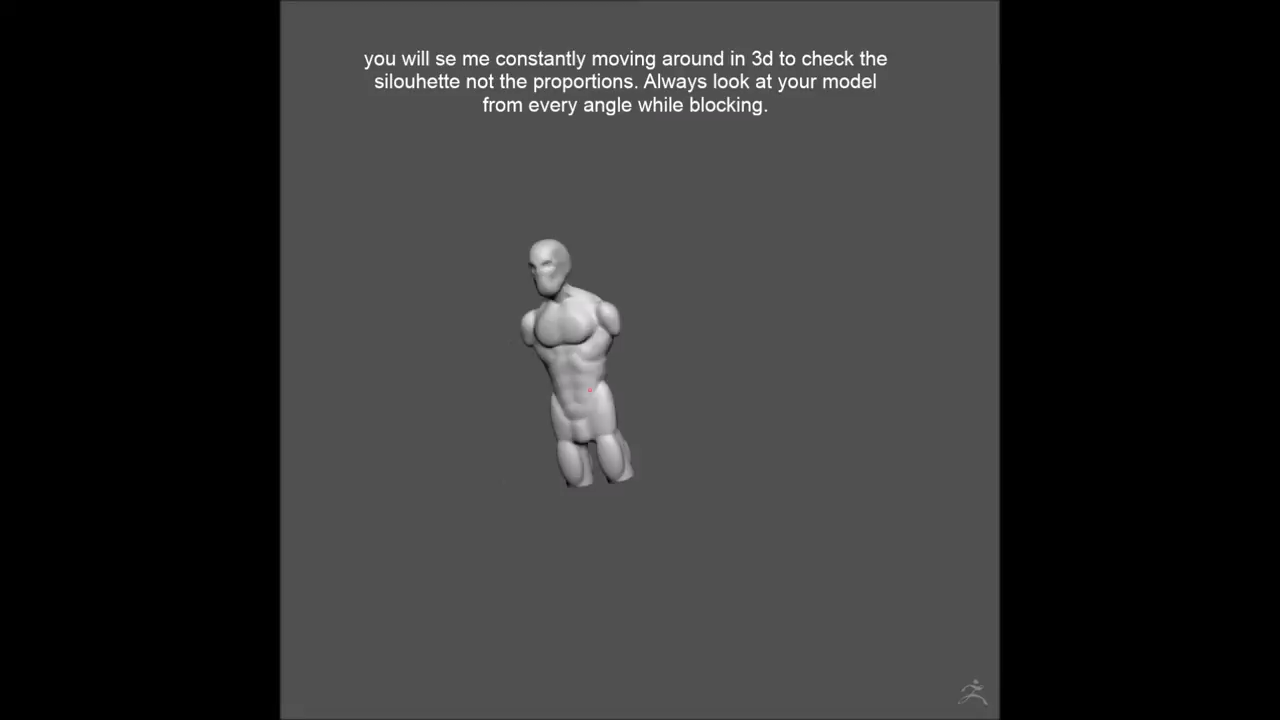 you will se me constantly moving around in 3d to check the
silouhette not the proportions. Always look at your model
from every angle while blocking.